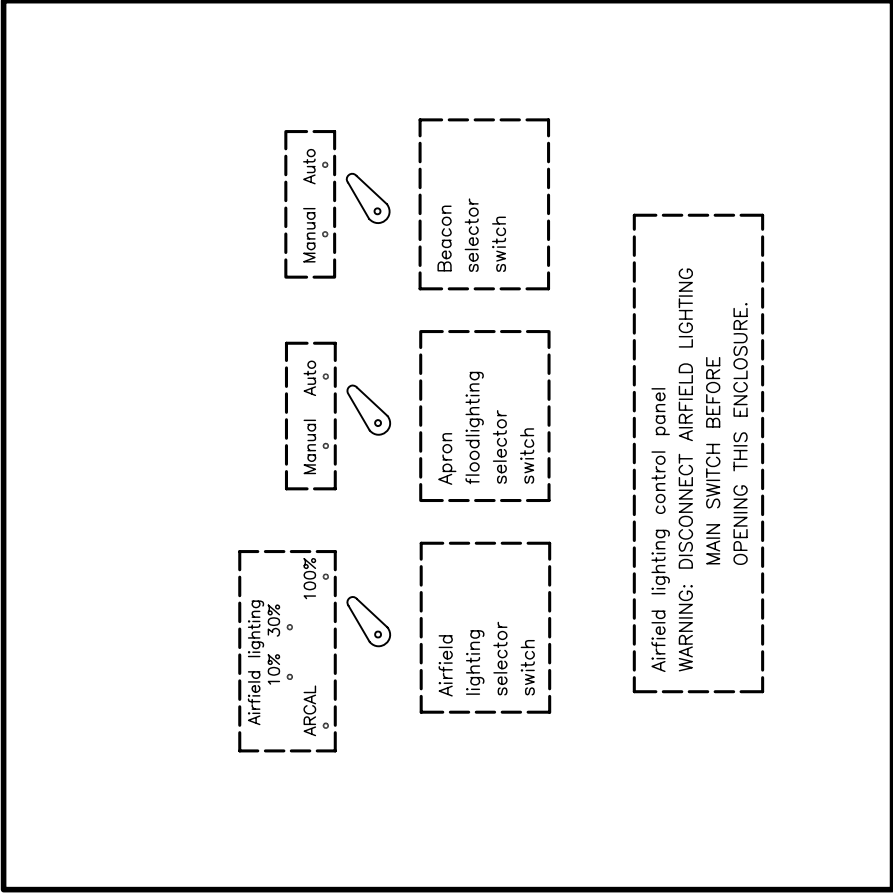 Airfield lighting
10% 30%
ARCAL 100%
Manual Auto
Manual Auto
Airfield
lighting
selector
switch
Apron
floodlighting
selector
switch
Beacon
selector
switch
Airfield lighting control panel
WARNING: DISCONNECT AIRFIELD LIGHTING
MAIN SWITCH BEFORE
OPENING THIS ENCLOSURE.